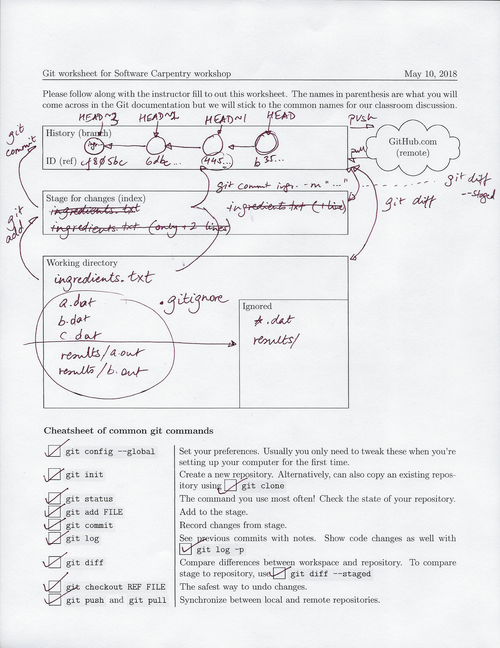 Git worksheet for Software Carpentry workshop May 10, 2018
Please follow along with the instructor fill to out this worksheet. The names in parenthesis are what you will
come across in the Git documentation but we will stick to the common names for our classroom discussion.
HEAD~3 HEAD~2 HEAD~1 HEAD
push
git commit
History (branch)
pull
GitHub.com
(remote)
ID (ref) cf805bc 6dbc... (445... b35...
git commit ingr. -m "..."
git diff
--staged
git diff
git add
Stage for changes (index)
ingredients.txt
ingredients.txt (1 line)
ingredients.txt (only +2 lines)
Working directory
ingredients.txt
a.dat
.gitignore
b.dat
c.dat
results/a.out
results/b.out
Ignored
*.dat
results/
Cheatsheet of common git commands
git config --global Set your preferences. Usually you only need to tweak these when you're
setting up your computer for the first time.
git init Create a new repository. Alternatively, can also copy an existing repos-
itory using git clone
git status The command you use most often! Check the state of your repository.
git add FILE Add to the stage.
git commit Record changes from stage.
git log See previous commits with notes. Show code changes as well with
git log -p
git diff Compare differences between workspace and repository. To compare
stage to repository, use git diff --staged
git checkout REF FILE The safest way to undo changes.
git push and git pull Synchronize between local and remote repositories.